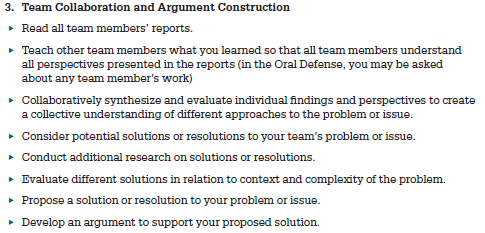 3. Team Collaboration and Argument Construction
▸ Read all team members' reports.
▸ Teach other team members what you learned so that all team members understand
all perspectives presented in the reports (in the Oral Defense, you may be asked
about any team member's work)
▸ Collaboratively synthesize and evaluate individual findings and perspectives to create
a collective understanding of different approaches to the problem or issue.
▸ Consider potential solutions or resolutions to your team's problem or issue.
▸ Conduct additional research on solutions or resolutions.
▸ Evaluate different solutions in relation to context and complexity of the problem.
▸ Propose a solution or resolution to your problem or issue.
▸ Develop an argument to support your proposed solution.